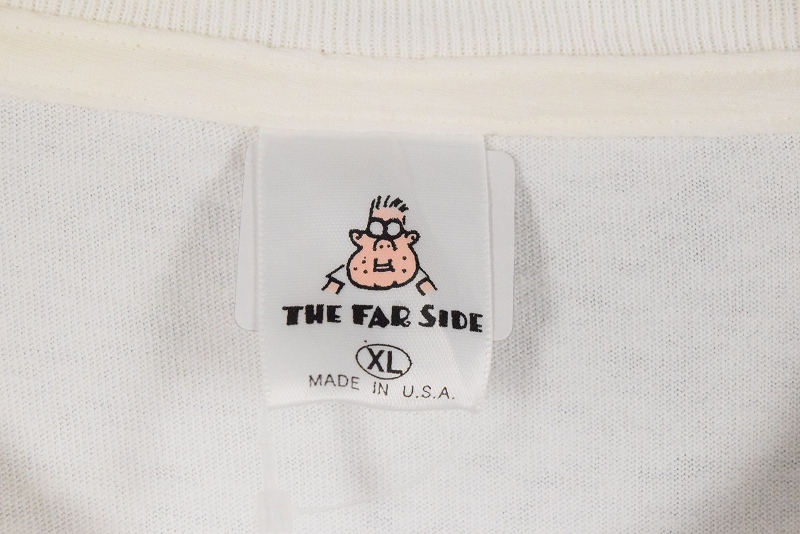 THE FAR SIDE
XL
MADE IN U.S.A.